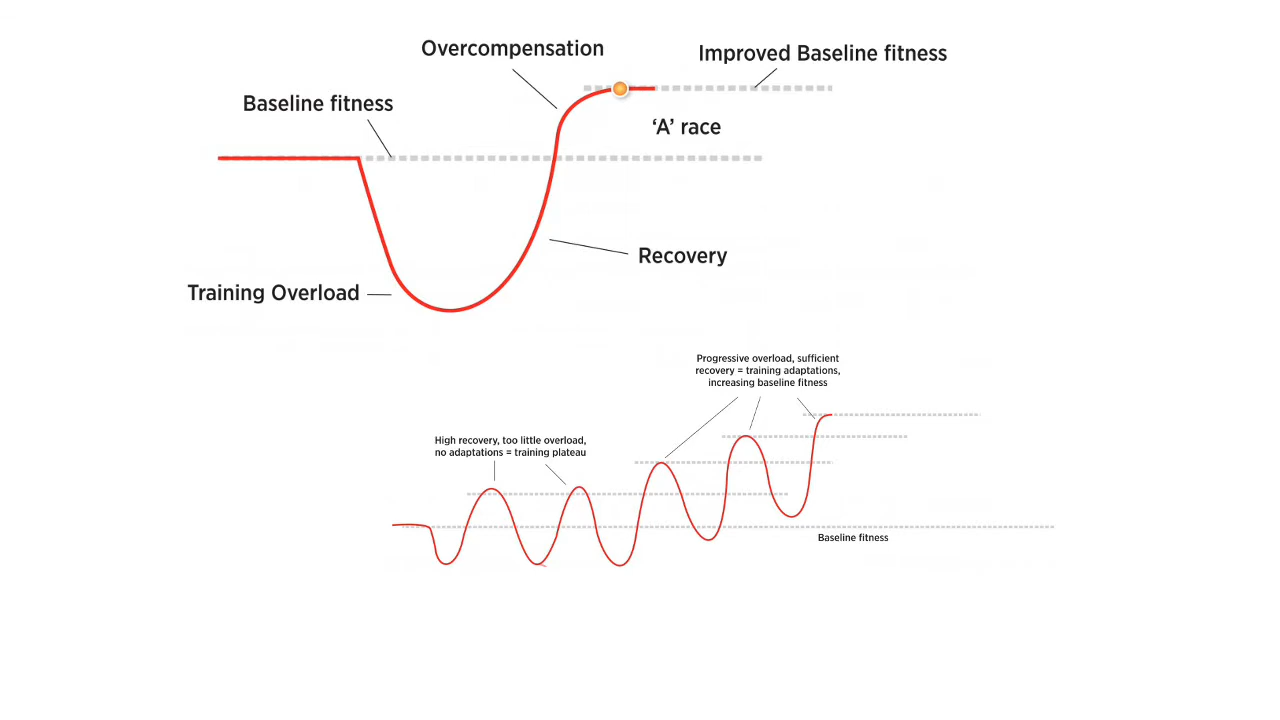 Overcompensation
Improved Baseline fitness
Baseline fitness
‘A’ race
Recovery
Training Overload
Progressive overload, sufficient
recovery = training adaptations,
increasing baseline fitness
High recovery, too little overload,
no adaptations = training plateau
Baseline fitness